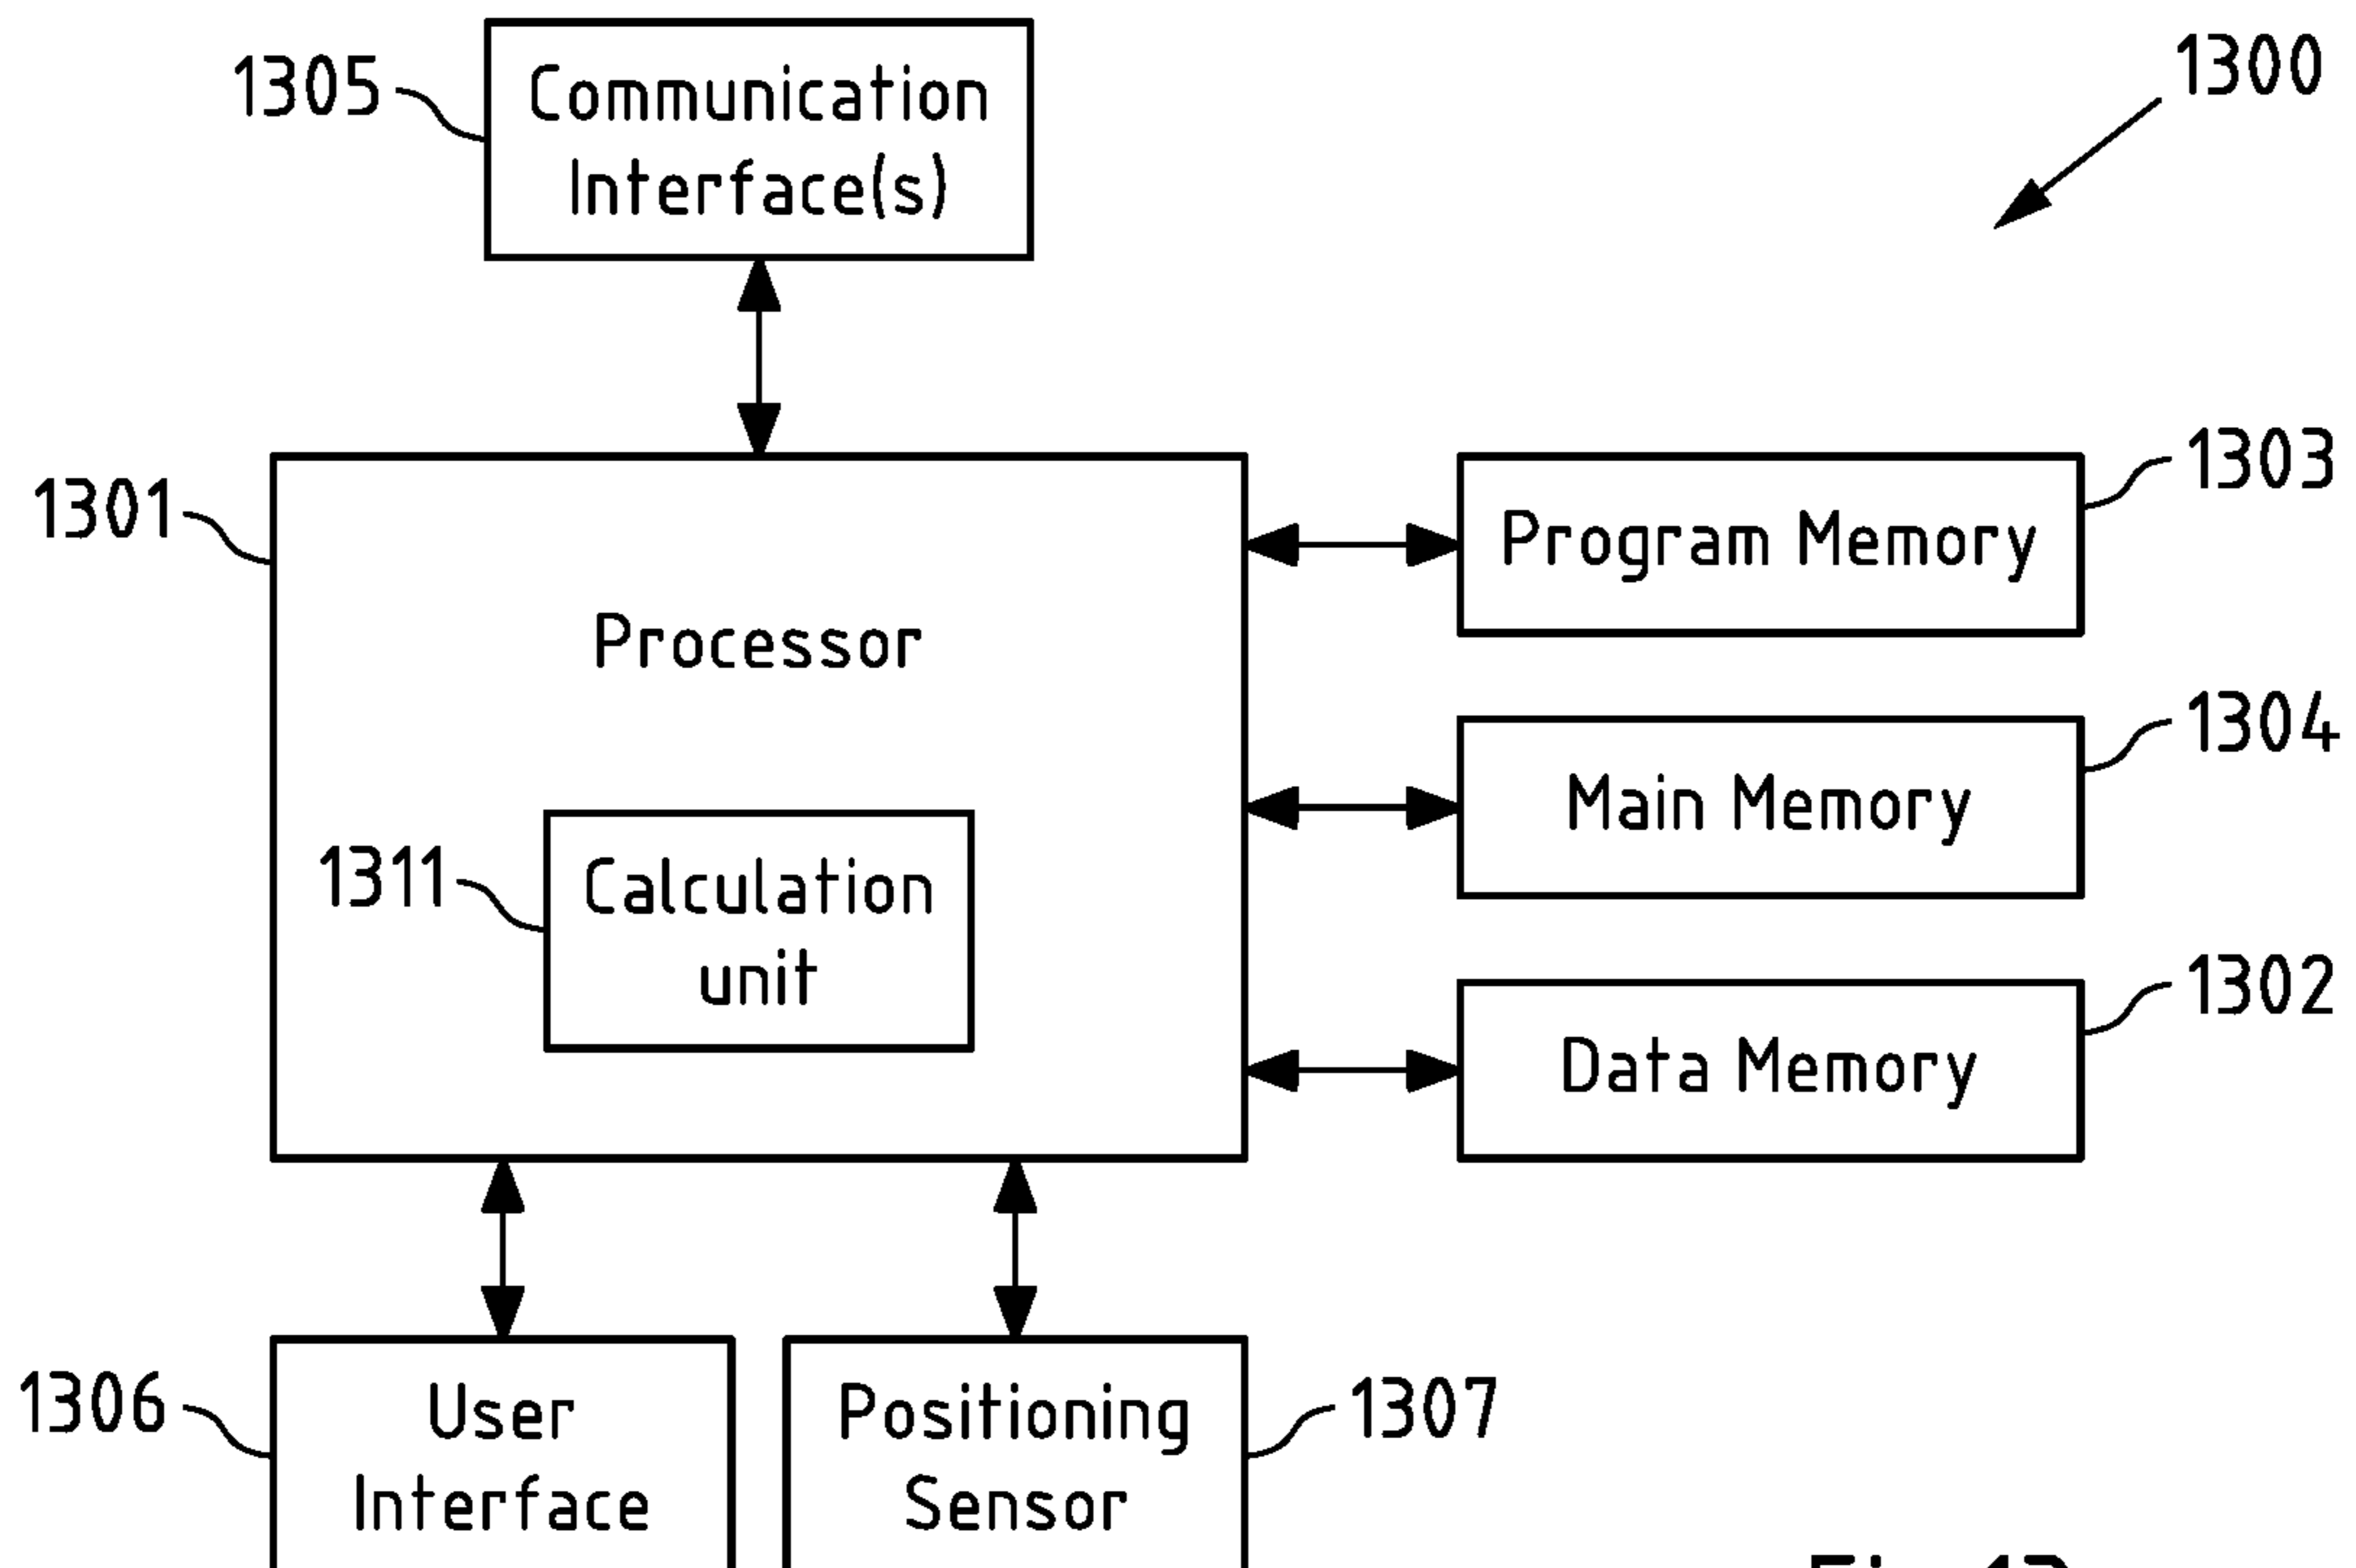 1305
Communication
Interface(s)
1300
1301
Processor
1303
Program Memory
1304
Main Memory
1311
Calculation
unit
1302
Data Memory
1306
User
Interface
Positioning
Sensor
1307